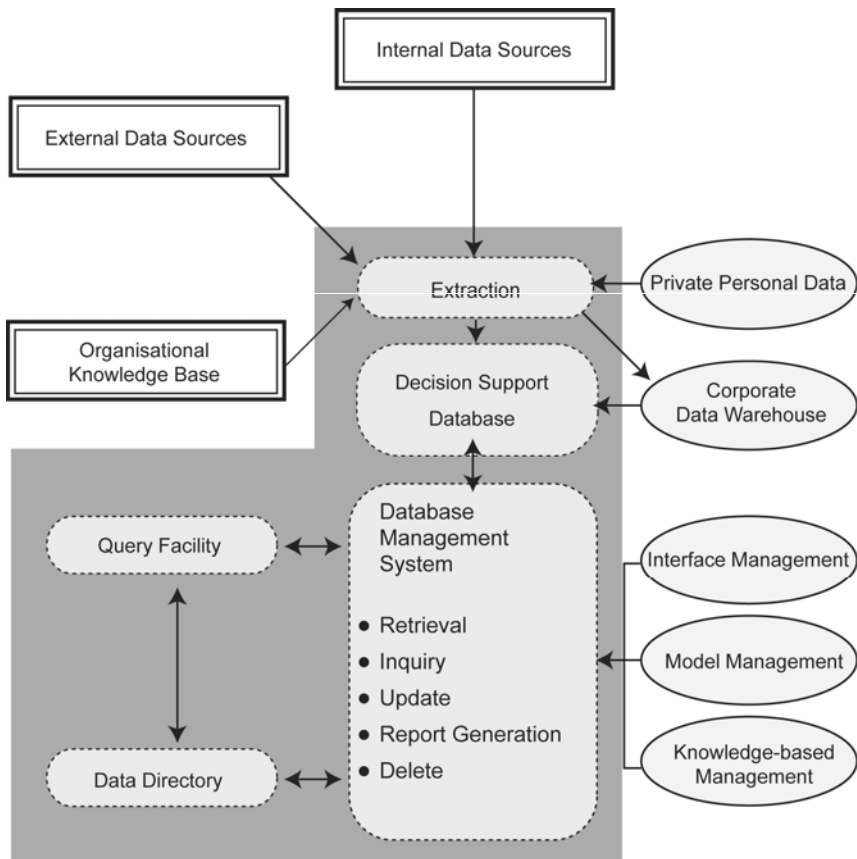 Internal Data Sources
External Data Sources
Extraction
Private Personal Data
Organisational
Knowledge Base
Decision Support
Database
Corporate
Data Warehouse
Database
Management
System
Query Facility
Interface Management
● Retrieval
● Inquiry
● Update
● Report Generation
● Delete
Model Management
Data Directory
Knowledge-based
Management